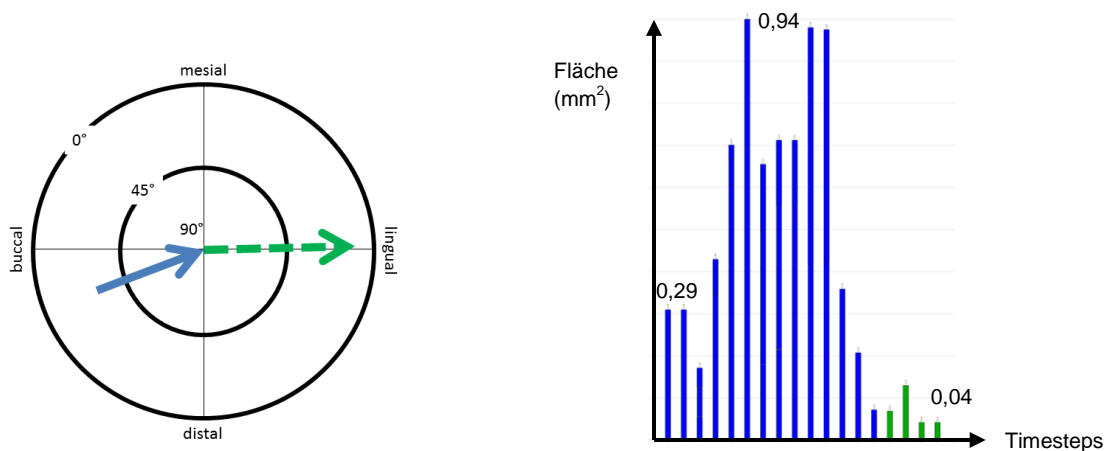 mesial
0°
45°
90°
buccal
lingual
distal
Fläche
(mm²)
0,94
0,29
0,04
Timesteps